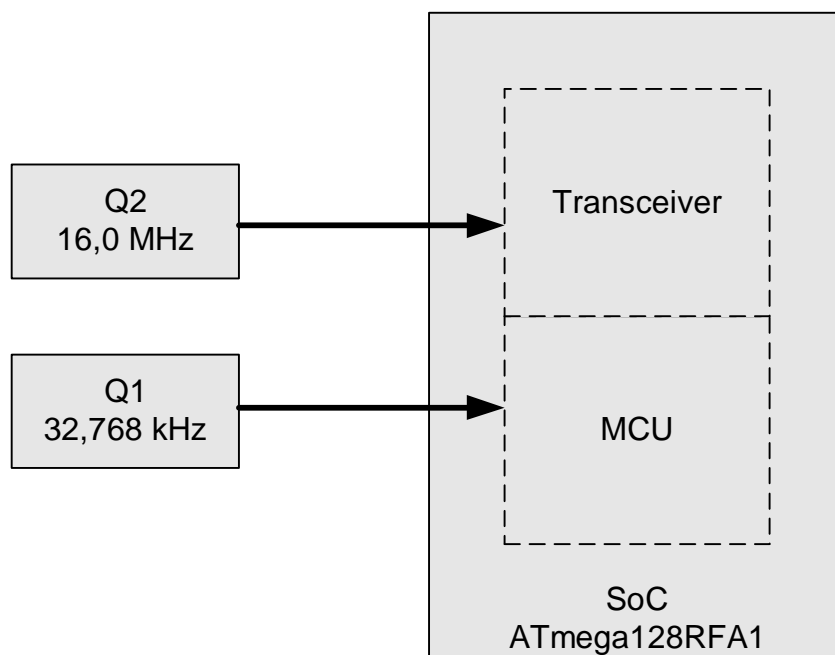 Q2
16,0 MHz
Transceiver
Q1
32,768 kHz
MCU
SoC
ATmega128RFA1